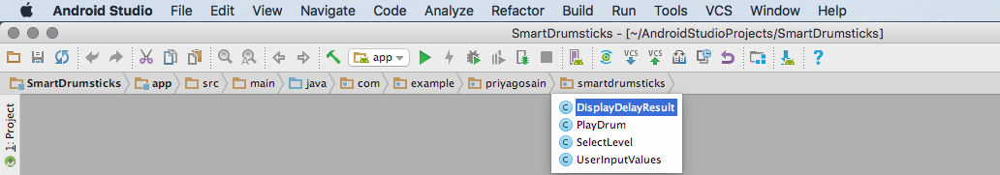 Android Studio File Edit View Navigate Code Analyze Refactor Build Run Tools VCS Window Help
SmartDrumsticks - [~/AndroidStudioProjects/SmartDrumsticks]
app VCS VCS
SmartDrumsticks app src main java com example priyagosain smartdrumsticks
1: Project
C DisplayDelayResult
C PlayDrum
C SelectLevel
C UserInputValues